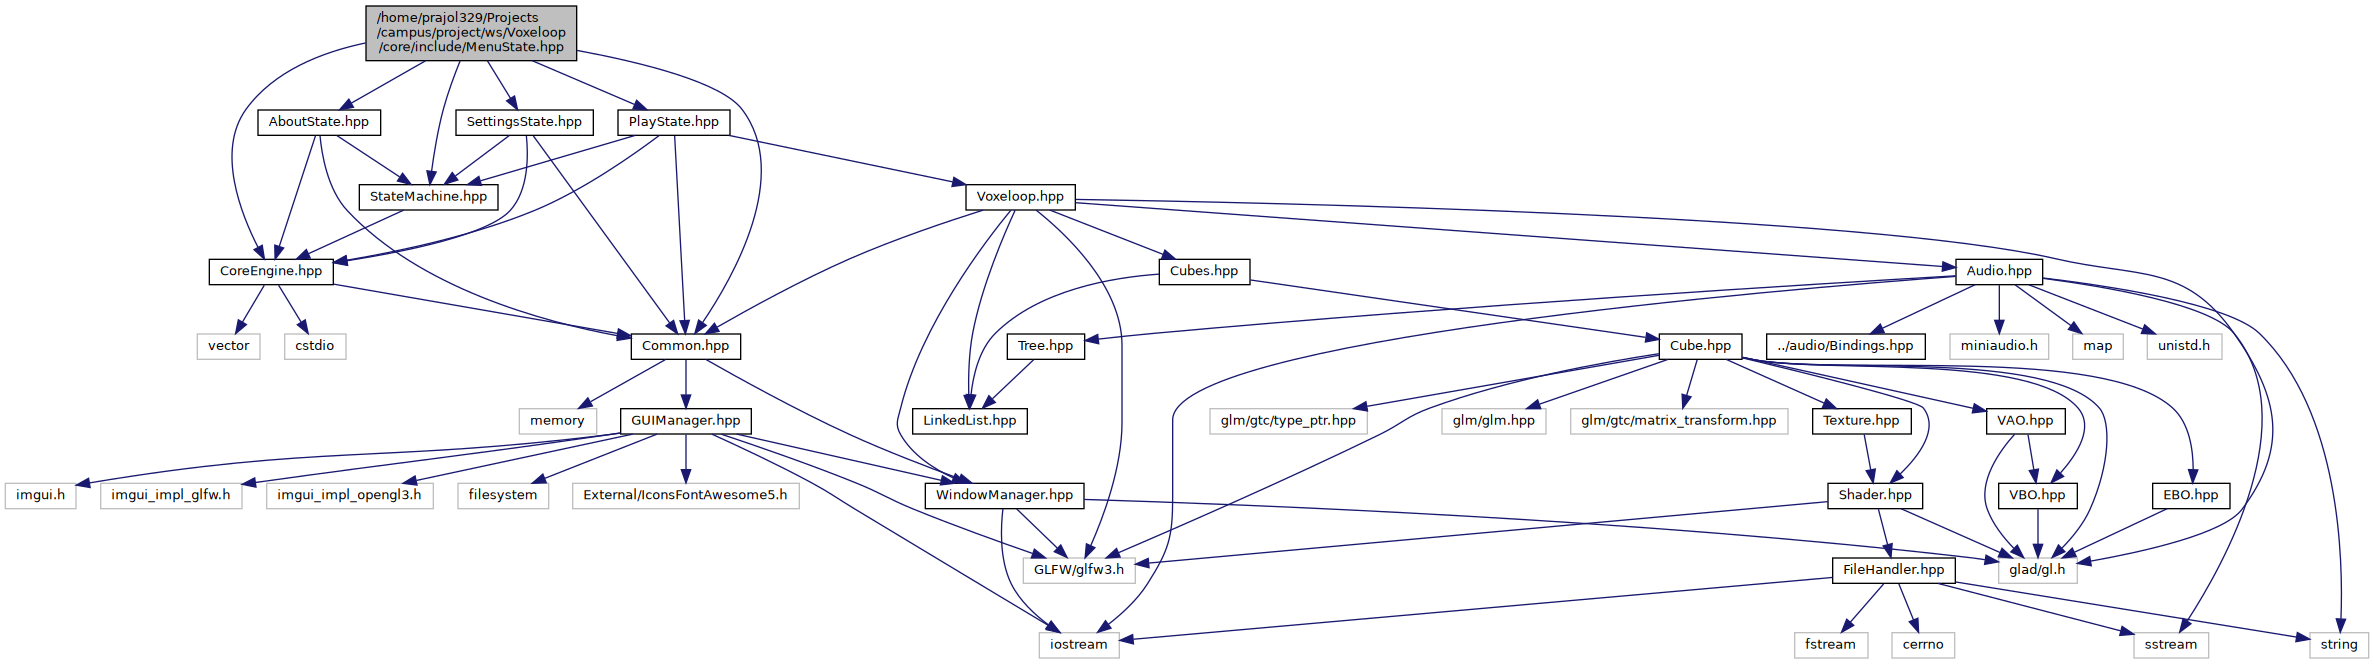 /home/prajol329/Projects
/campus/project/ws/Voxeloop
/core/include/MenuState.hpp
AboutState.hpp
SettingsState.hpp
PlayState.hpp
StateMachine.hpp
Voxeloop.hpp
CoreEngine.hpp
Cubes.hpp
Audio.hpp
vector
cstdio
Common.hpp
Tree.hpp
Cube.hpp
../audio/Bindings.hpp
miniaudio.h
map
unistd.h
memory
GUIManager.hpp
LinkedList.hpp
glm/gtc/type_ptr.hpp
glm/glm.hpp
glm/gtc/matrix_transform.hpp
Texture.hpp
VAO.hpp
imgui.h
imgui_impl_glfw.h
imgui_impl_opengl3.h
filesystem
External/IconsFontAwesome5.h
WindowManager.hpp
Shader.hpp
VBO.hpp
EBO.hpp
GLFW/glfw3.h
FileHandler.hpp
glad/gl.h
iostream
fstream
cerrno
sstream
string